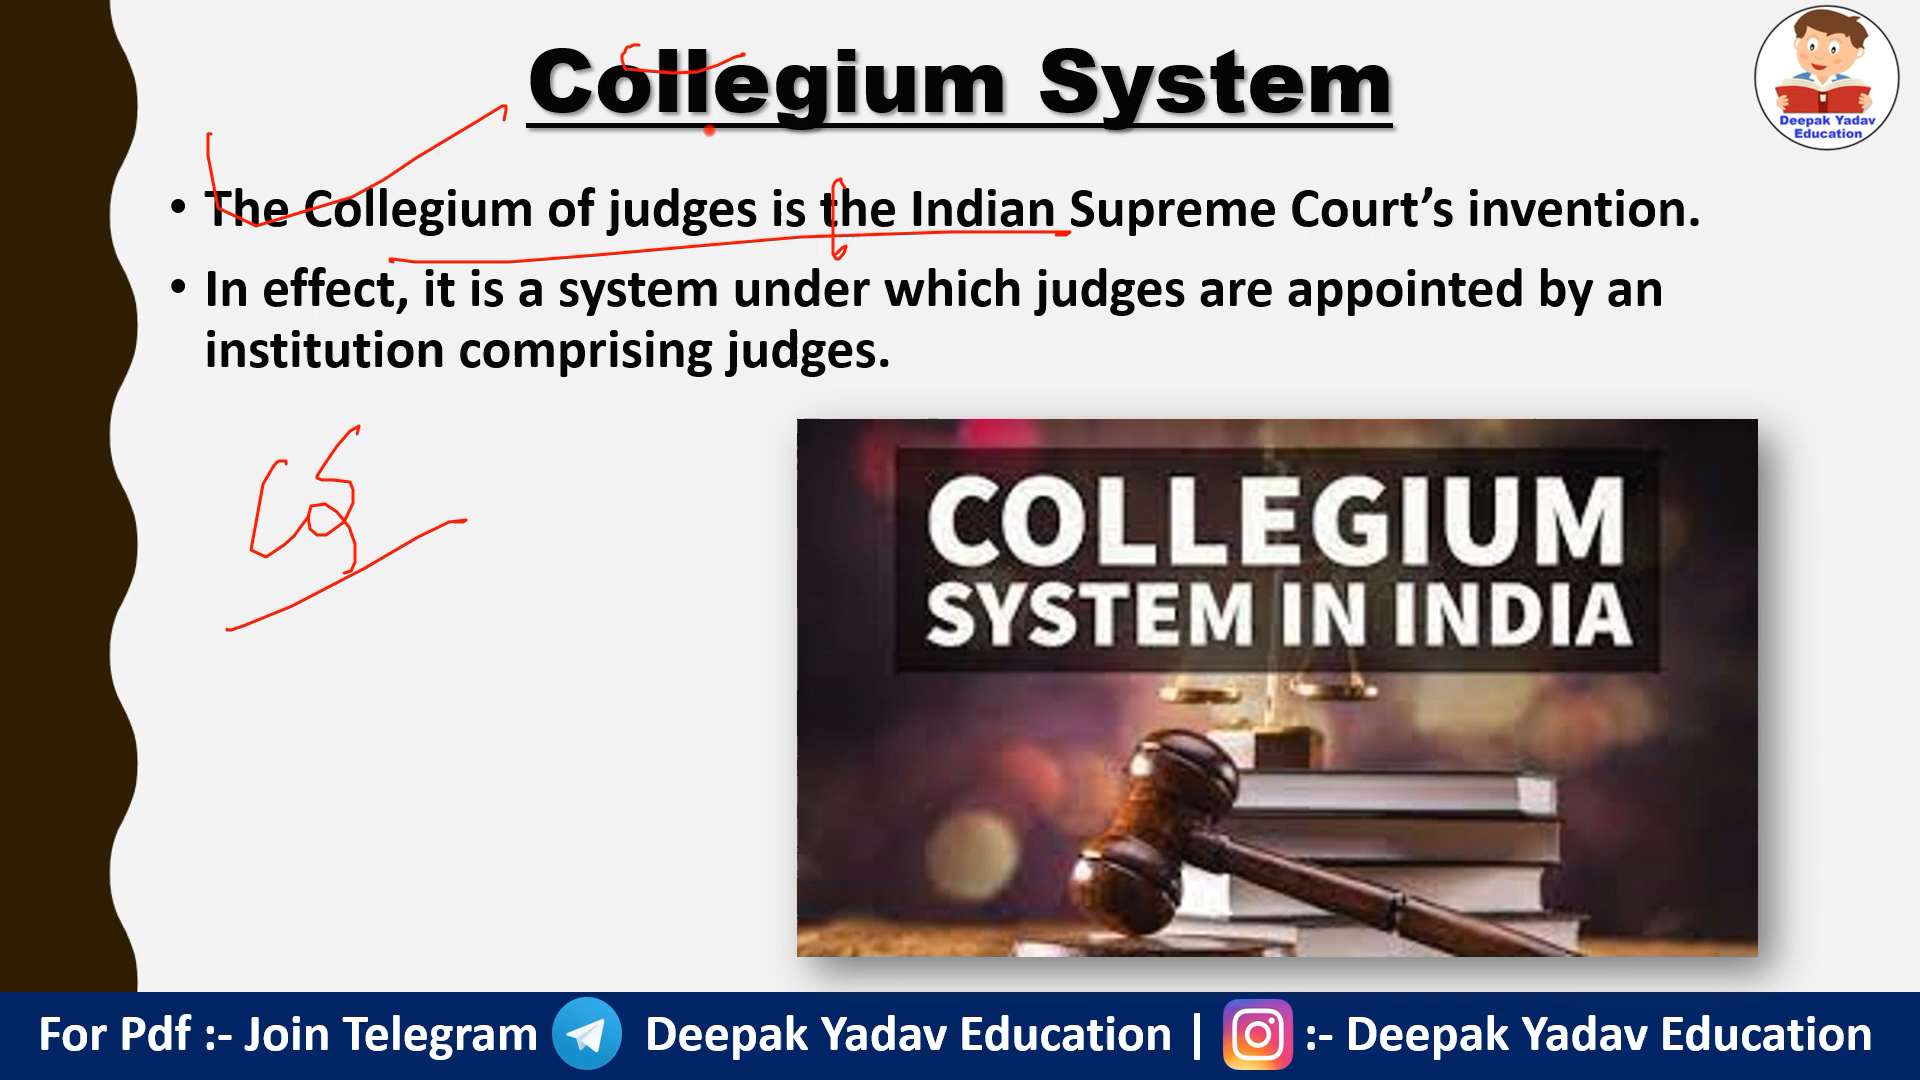 Collegium System
Deepak Yadav
Education
• The Collegium of judges is the Indian Supreme Court’s invention.
• In effect, it is a system under which judges are appointed by an
institution comprising judges.
CS
COLLEGIUM
SYSTEM IN INDIA
For Pdf :- Join Telegram Deepak Yadav Education | :- Deepak Yadav Education